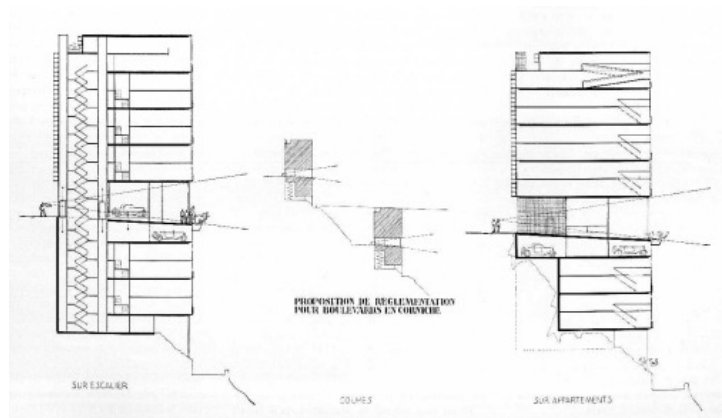 PROPOSITION DE REGLEMENTATION
POUR BOULEVARDS EN CORNICHE.
SUR ESCALIER
COUPES
SUR APPARTEMENTS